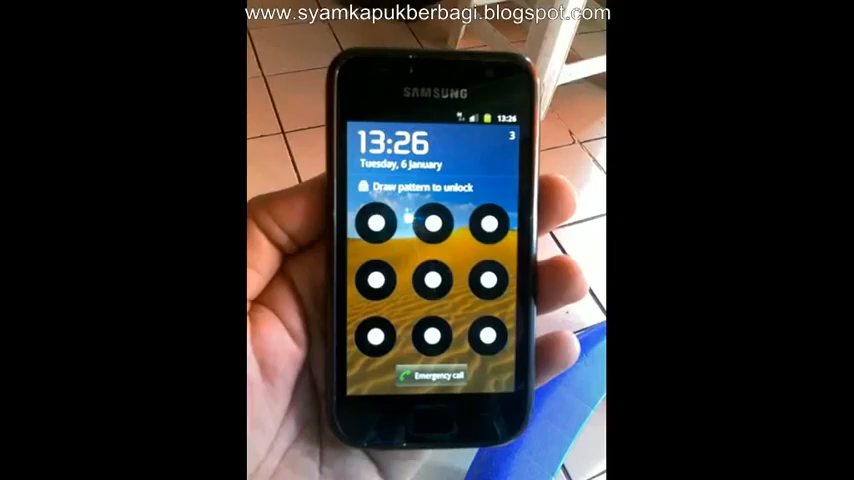 www.syamkapukberbagi.blogspot.com
SAMSUNG
13:26
3
13:26
Tuesday, 6 January
Draw pattern to unlock
Emergency call